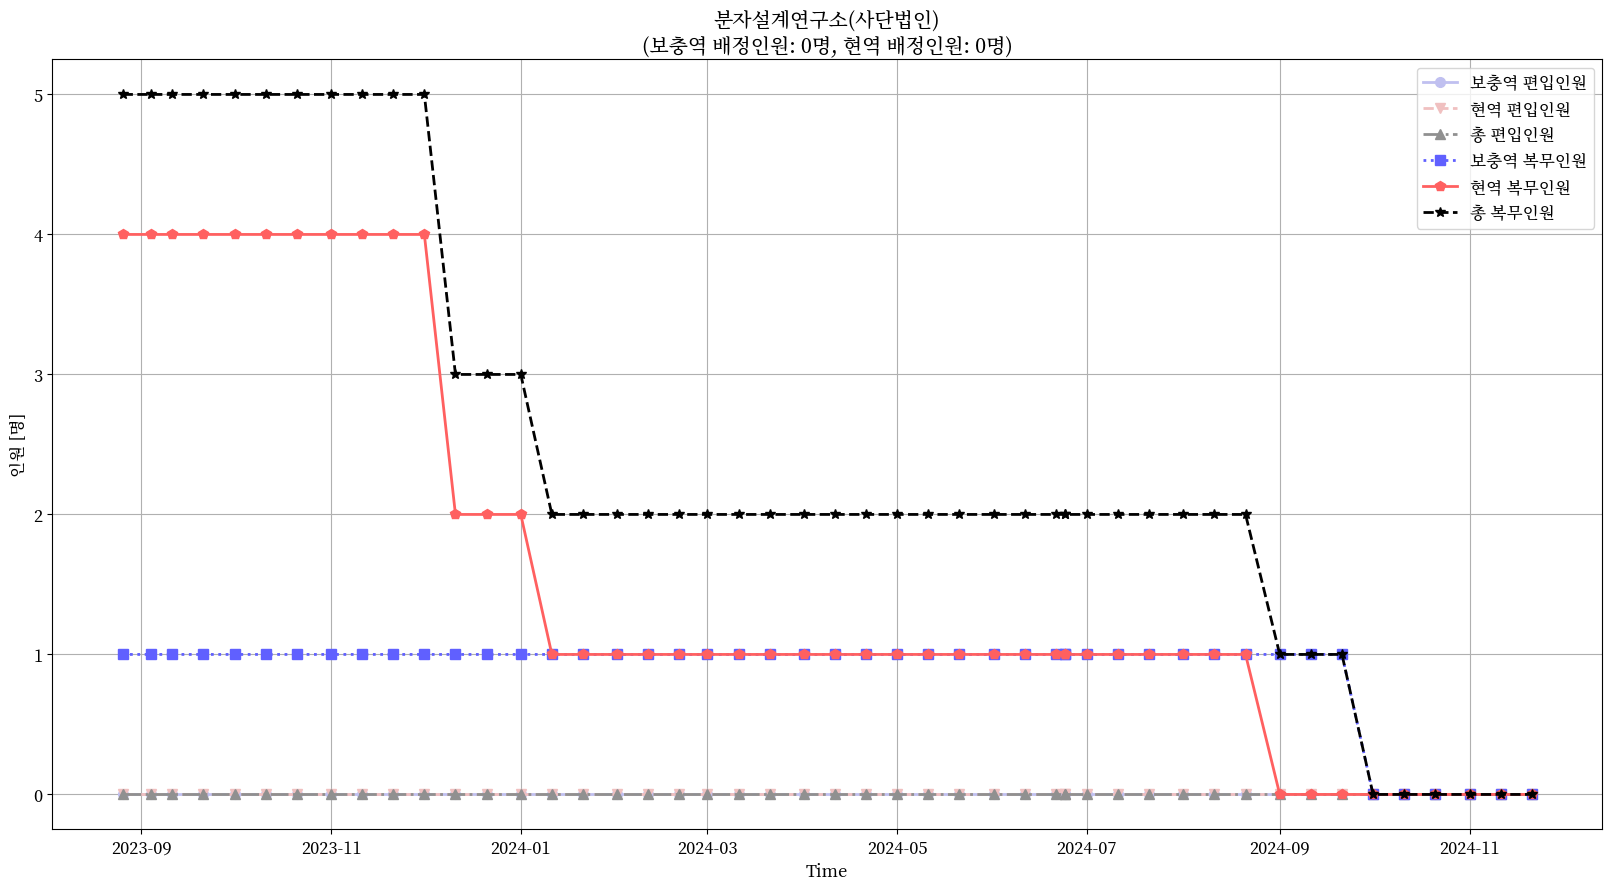 분자설계연구소(사단법인)
(보충역 배정인원: 0명, 현역 배정인원: 0명)
보충역 편입인원
현역 편입인원
총 편입인원
보충역 복무인원
현역 복무인원
총 복무인원
인원 [명]
5
4
3
2
1
0
2023-09
2023-11
2024-01
2024-03
2024-05
2024-07
2024-09
2024-11
Time